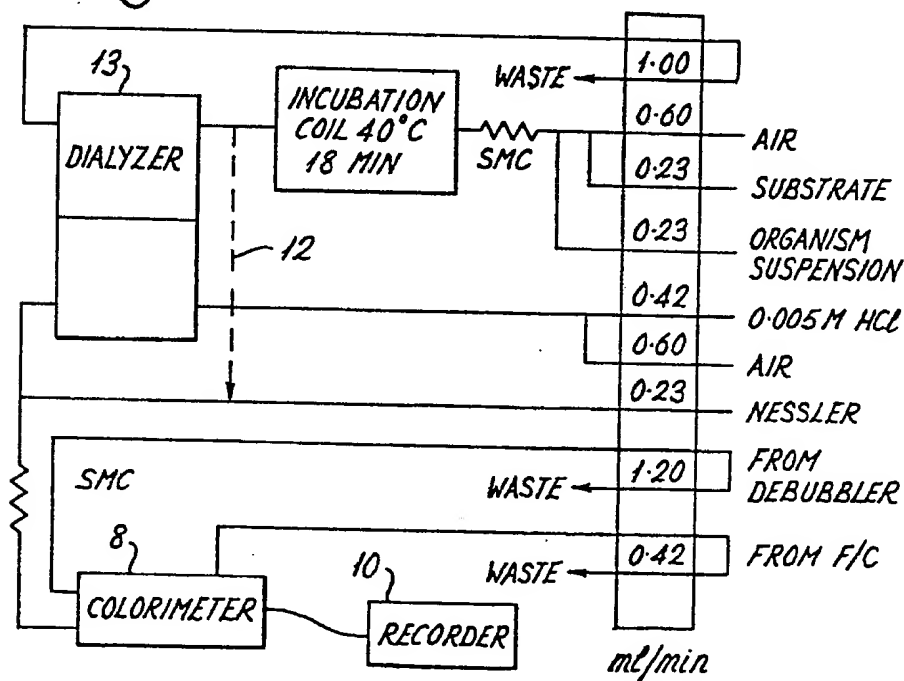 13
WASTE
1·00
INCUBATION
COIL 40°C
18 MIN
SMC
DIALYZER
0·60
AIR
0·23
SUBSTRATE
0·23
ORGANISM
SUSPENSION
12
0·42
0·005M HCl
0·60
AIR
0·23
NESSLER
SMC
WASTE
1·20
FROM
DEBUBBLER
8
COLORIMETER
10
RECORDER
WASTE
0·42
FROM F/C
ml/min